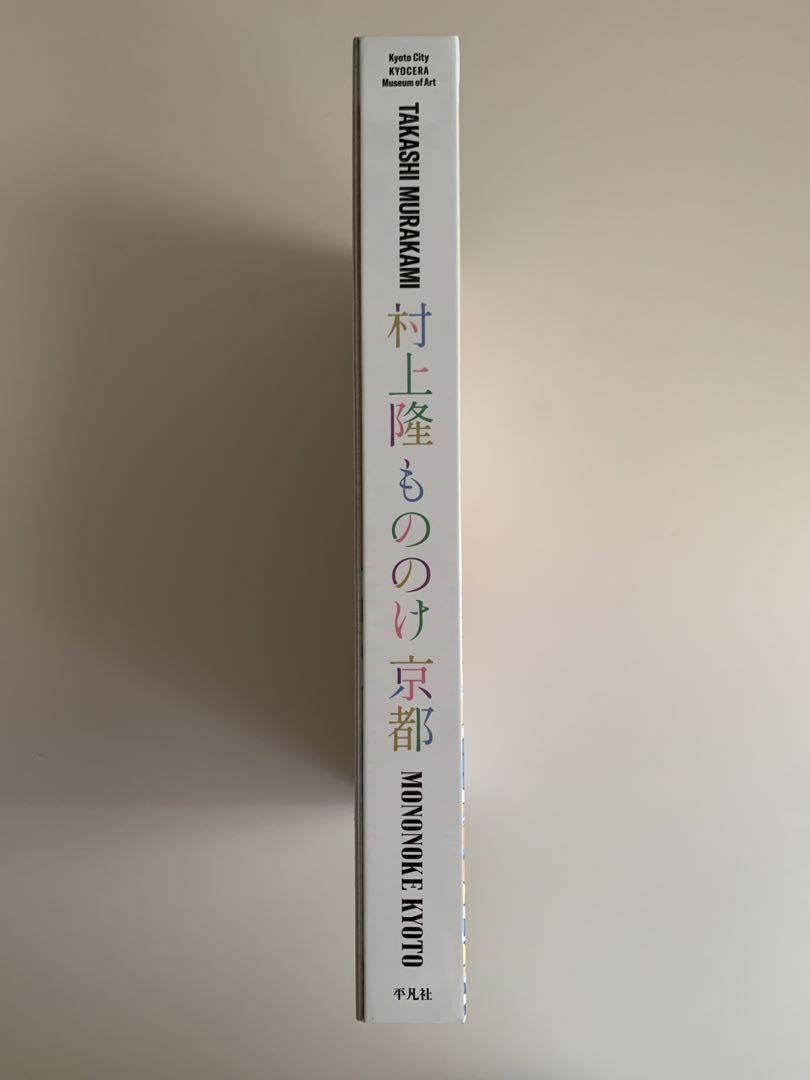 Kyoto City
KYOCERA
Museum of Art
TAKASHI MURAKAMI
村上隆 もののけ 京都
MONONOKE KYOTO
平凡社